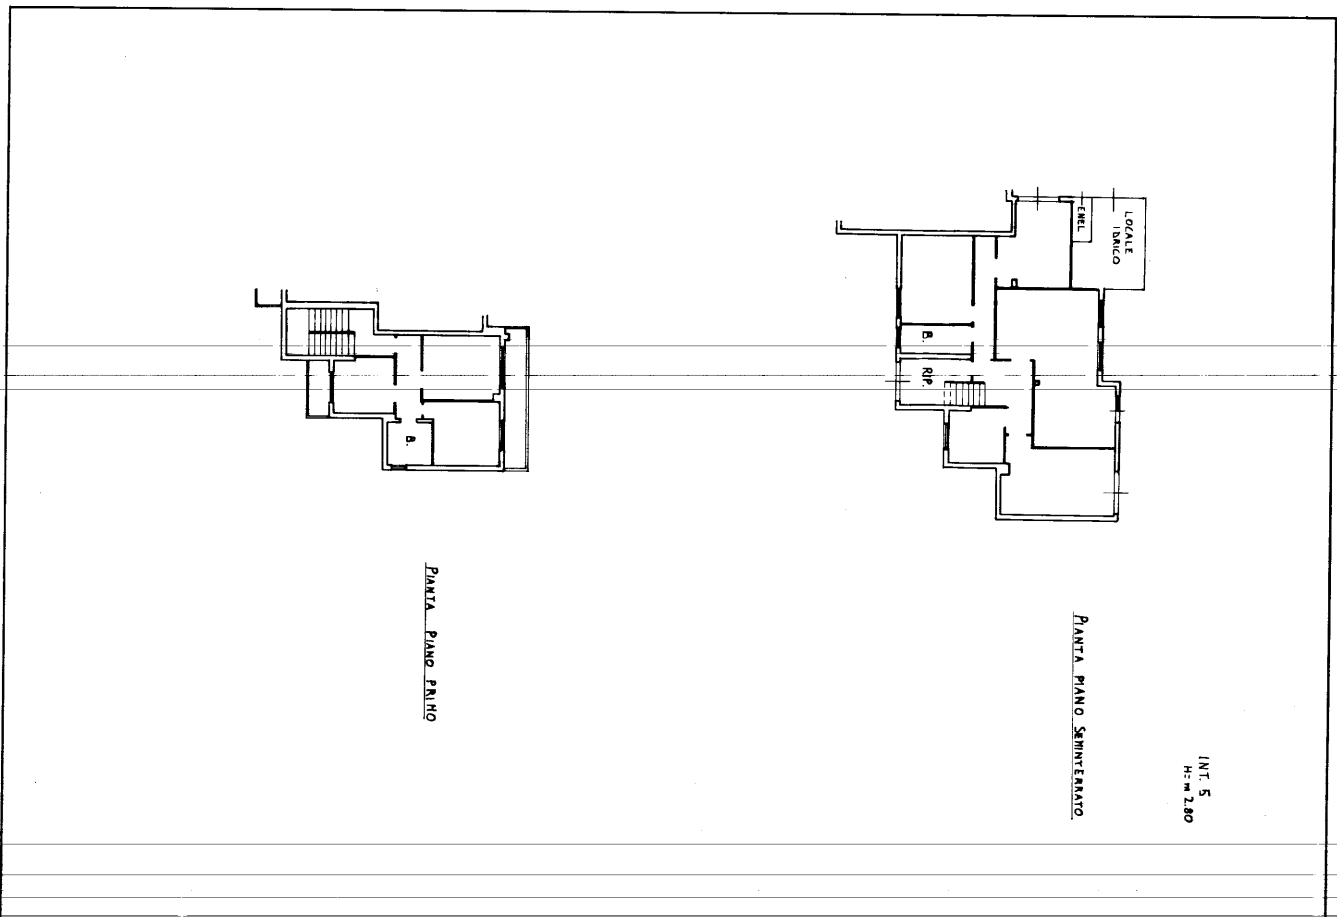 LOCALE
IDRICO
ENEL
B.
RIP.
B.
PIANTA PIANO PRIMO
PIANTA PIANO SEMINTERRATO
INT. 5
H= m 2.80